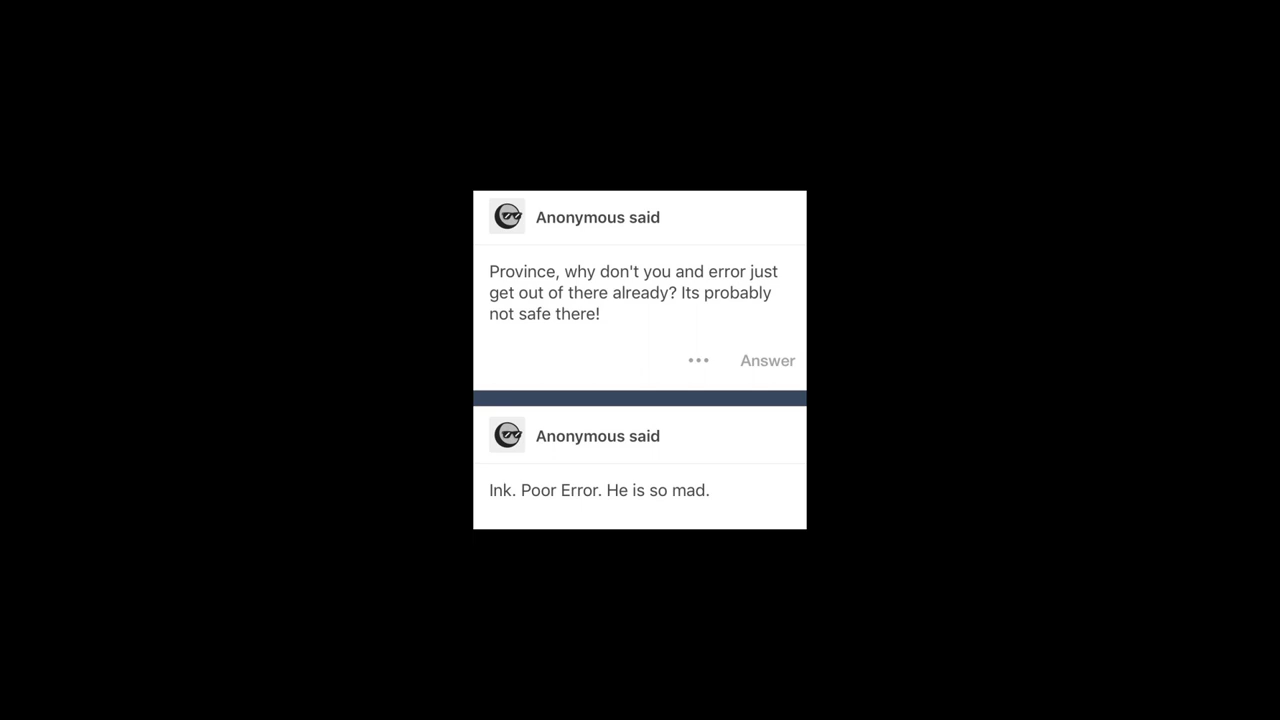 Anonymous said
Province, why don't you and error just
get out of there already? Its probably
not safe there!
Answer
Anonymous said
Ink. Poor Error. He is so mad.